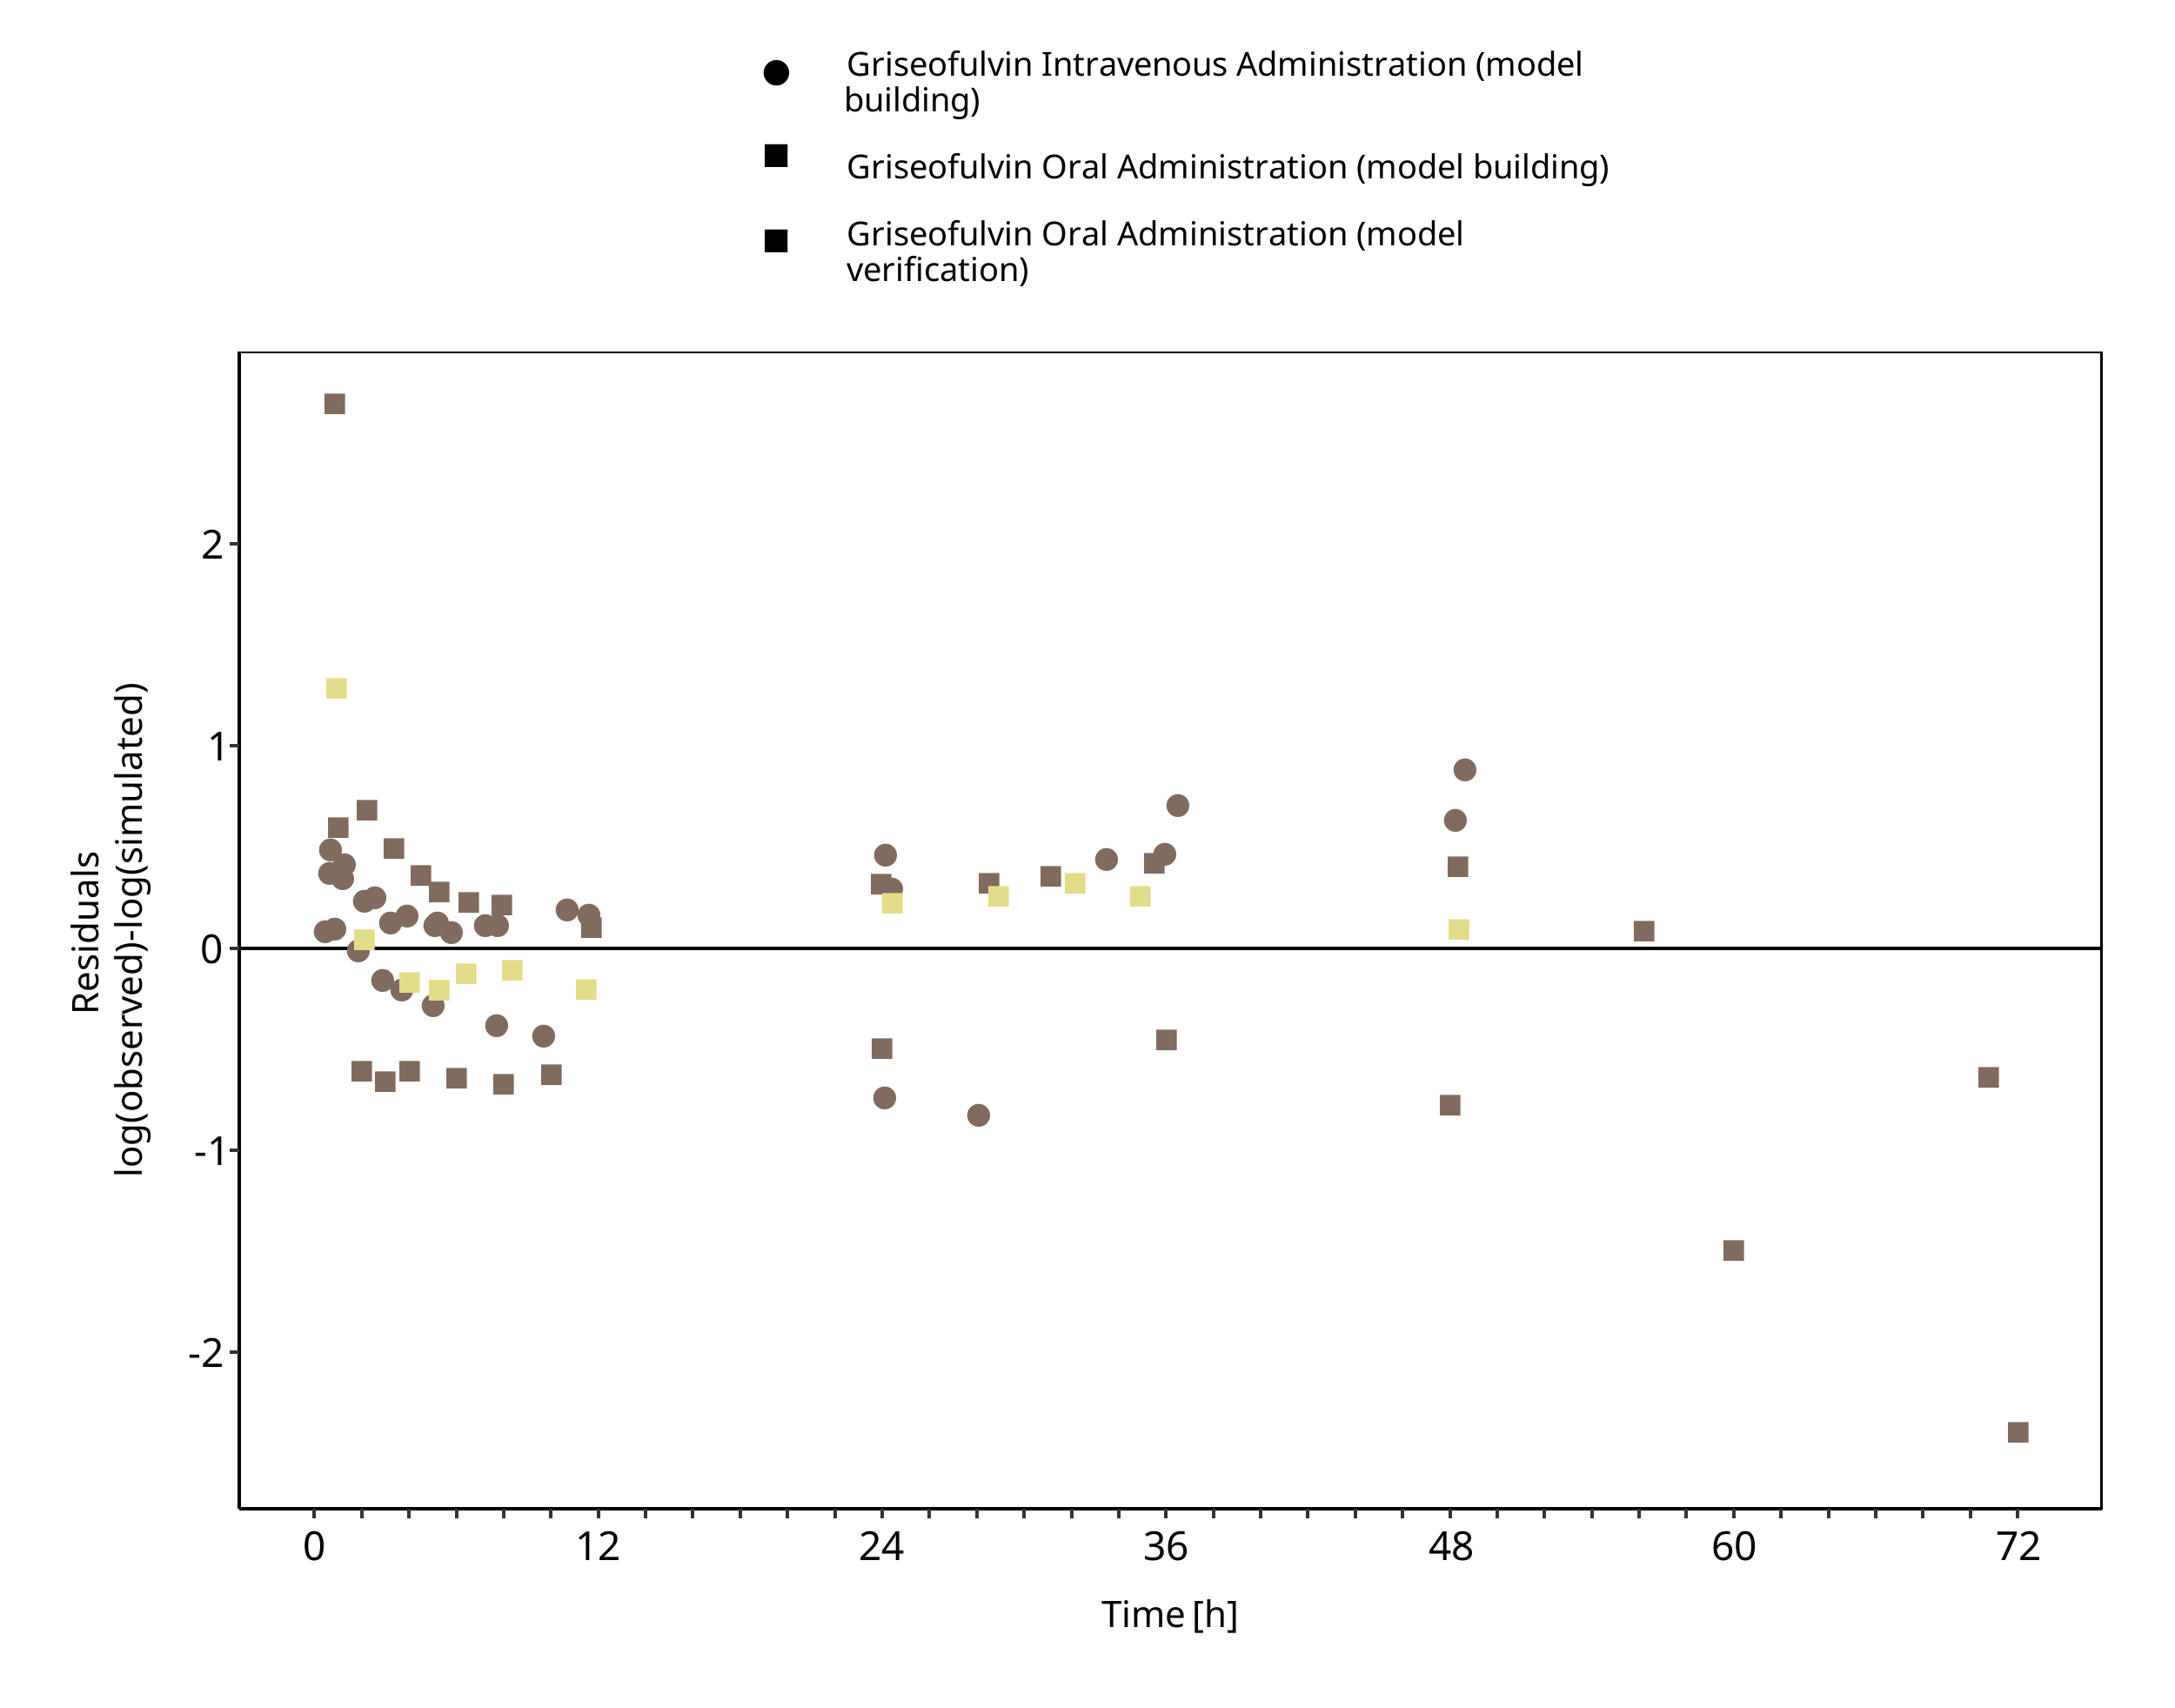 Griseofulvin Intravenous Administration (model
building)
Griseofulvin Oral Administration (model building)
Griseofulvin Oral Administration (model
verification)
Residuals
log(observed)-log(simulated)
2
1
0
-1
-2
0 12 24 36 48 60 72
Time [h]